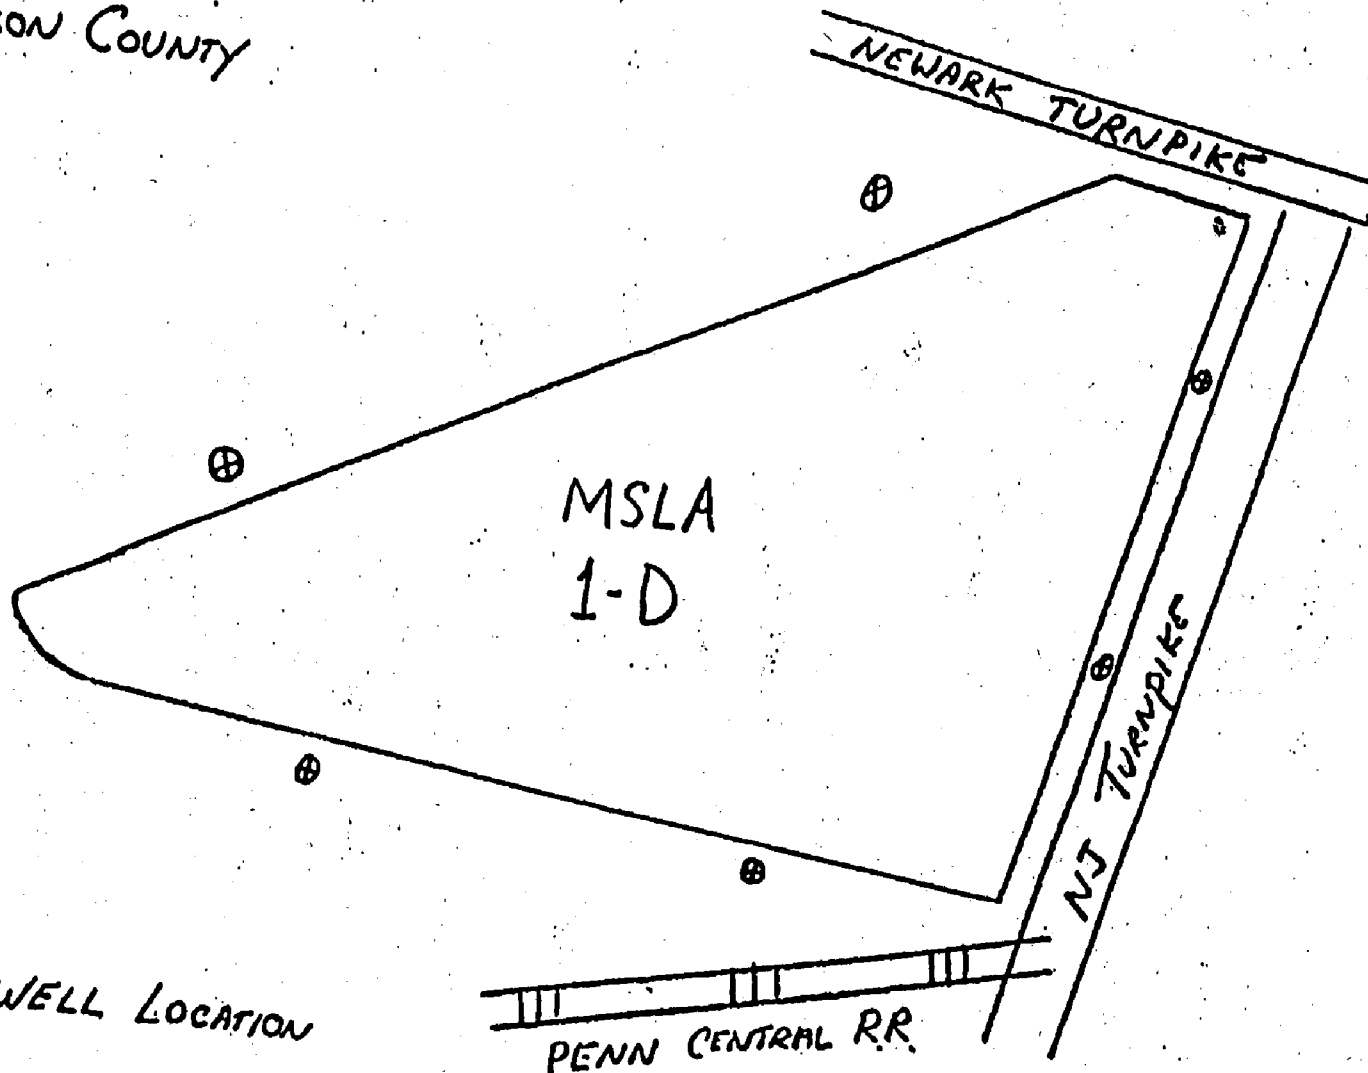 COUNTY
NEWARK TURNPIKE
MSLA
1-D
NJ TURNPIKE
WELL LOCATION
PENN CENTRAL R.R.